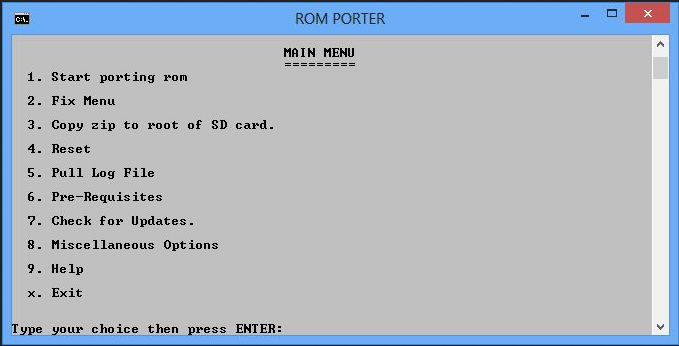 C:\.
ROM PORTER
MAIN MENU
=========
1. Start porting rom
2. Fix Menu
3. Copy zip to root of SD card.
4. Reset
5. Pull Log File
6. Pre-Requisites
7. Check for Updates.
8. Miscellaneous Options
9. Help
x. Exit
Type your choice then press ENTER: